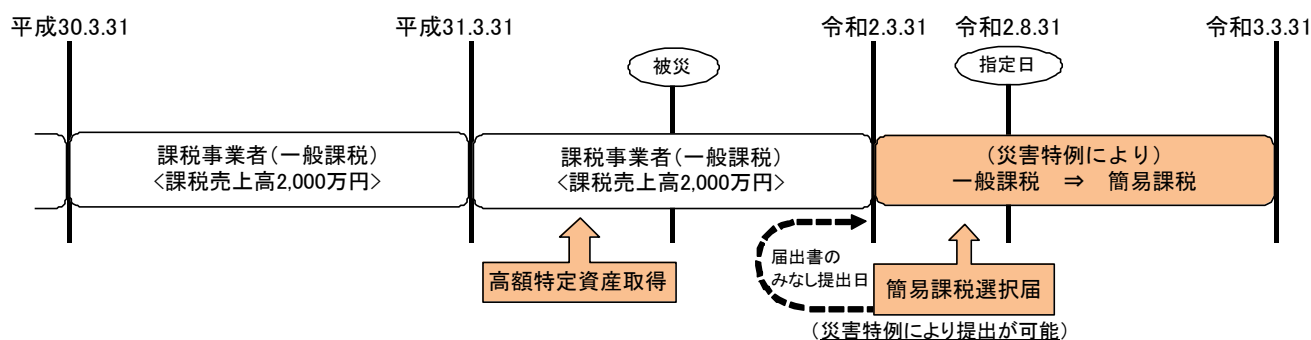 平成30.3.31
平成31.3.31
令和2.3.31
令和2.8.31
令和3.3.31
被災
指定日
課税事業者(一般課税)
<課税売上高2,000万円>
課税事業者(一般課税)
<課税売上高2,000万円>
(災害特例により)
一般課税 ⇒ 簡易課税
高額特定資産取得
届出書の
みなし提出日
簡易課税選択届
(災害特例により提出が可能)